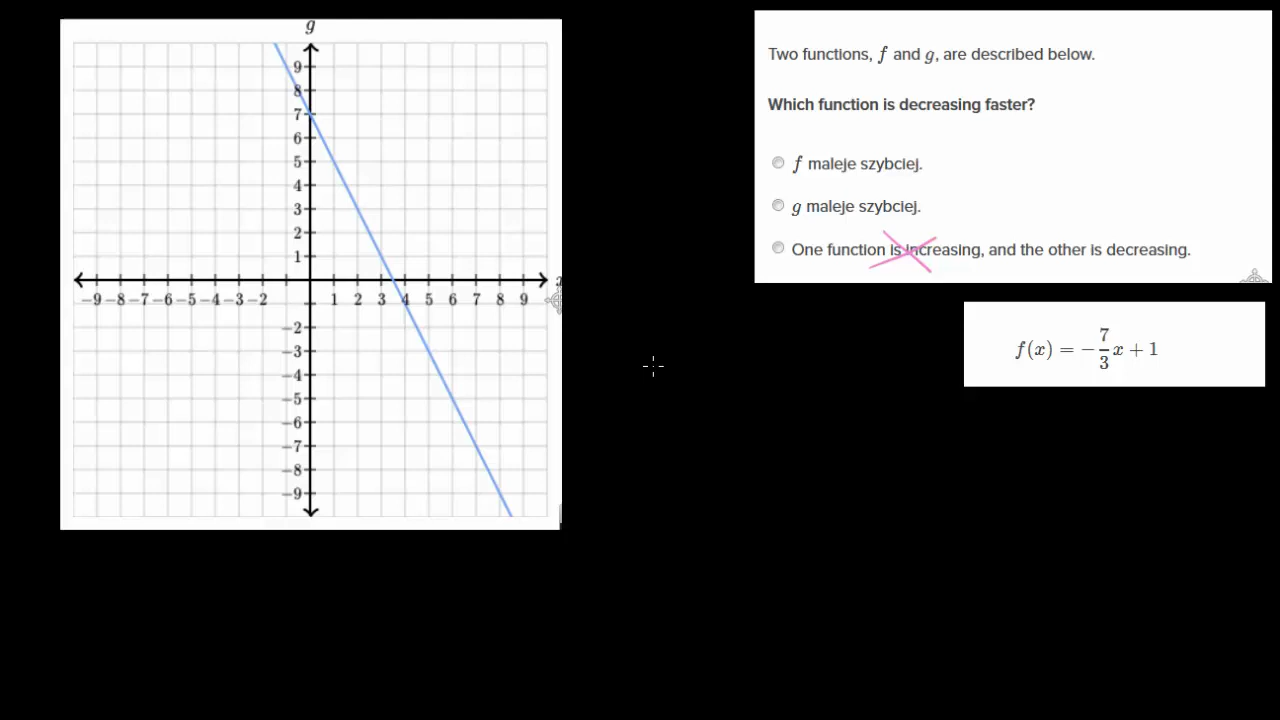 g
9
8
7
6
5
4
3
2
1
−9 −8 −7 −6 −5 −4 −3 −2 1 2 3 4 5 6 7 8 9
−2
−3
−4
−5
−6
−7
−8
−9
Two functions, f and g, are described below.
Which function is decreasing faster?
f maleje szybciej.
g maleje szybciej.
One function is increasing, and the other is decreasing.
f(x) = −7/3x + 1